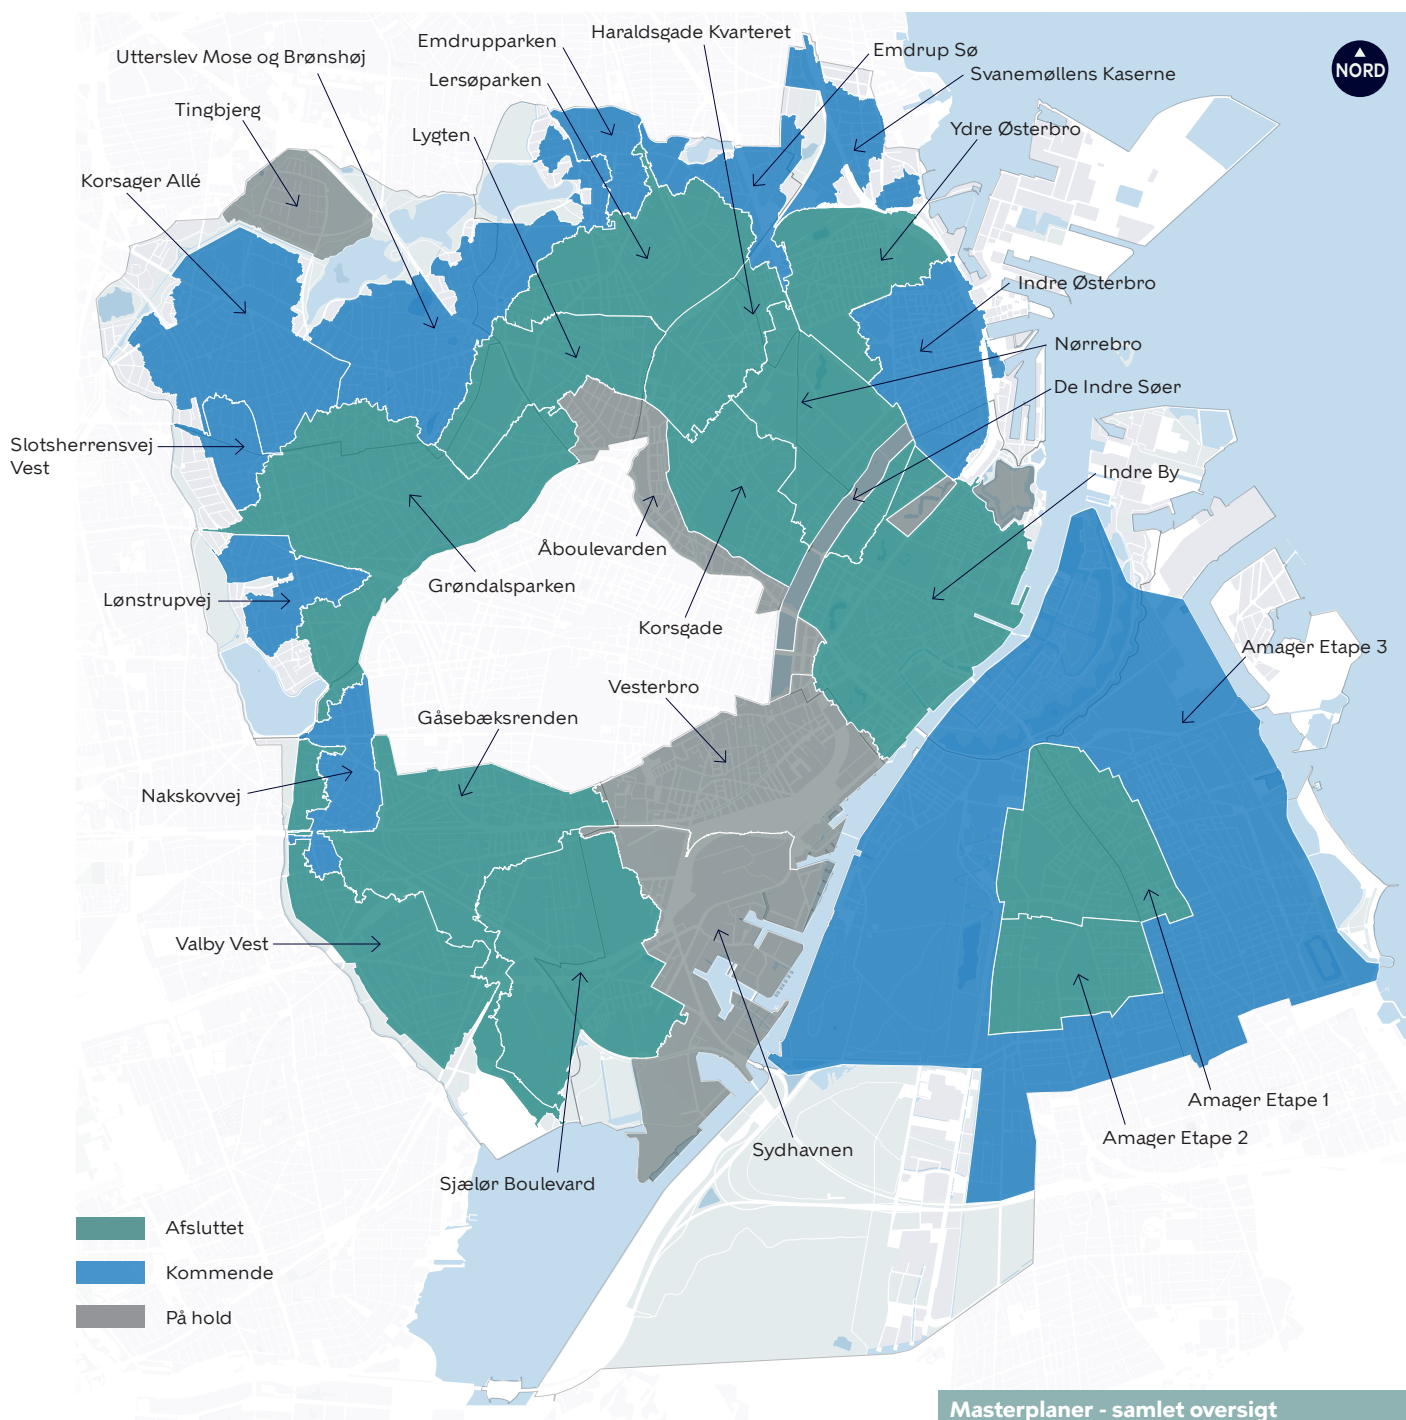 Haraldsgade Kvarteret
Emdrupparken
Emdrup Sø
Utterslev Mose og Brønshøj
NORD
Svanemøllens Kaserne
Lersøparken
Tingbjerg
Ydre Østerbro
Lygten
Korsager Allé
Indre Østerbro
Nørrebro
De Indre Søer
Slotsherrensvej
Vest
Indre By
Åboulevarden
Grøndalsparken
Lønstrupvej
Korsgade
Amager Etape 3
Vesterbro
Gåsebæksrenden
Nakskovvej
Valby Vest
Amager Etape 1
Amager Etape 2
Sydhavnen
Sjælør Boulevard
Afsluttet
Kommende
På hold
Masterplaner - samlet oversigt